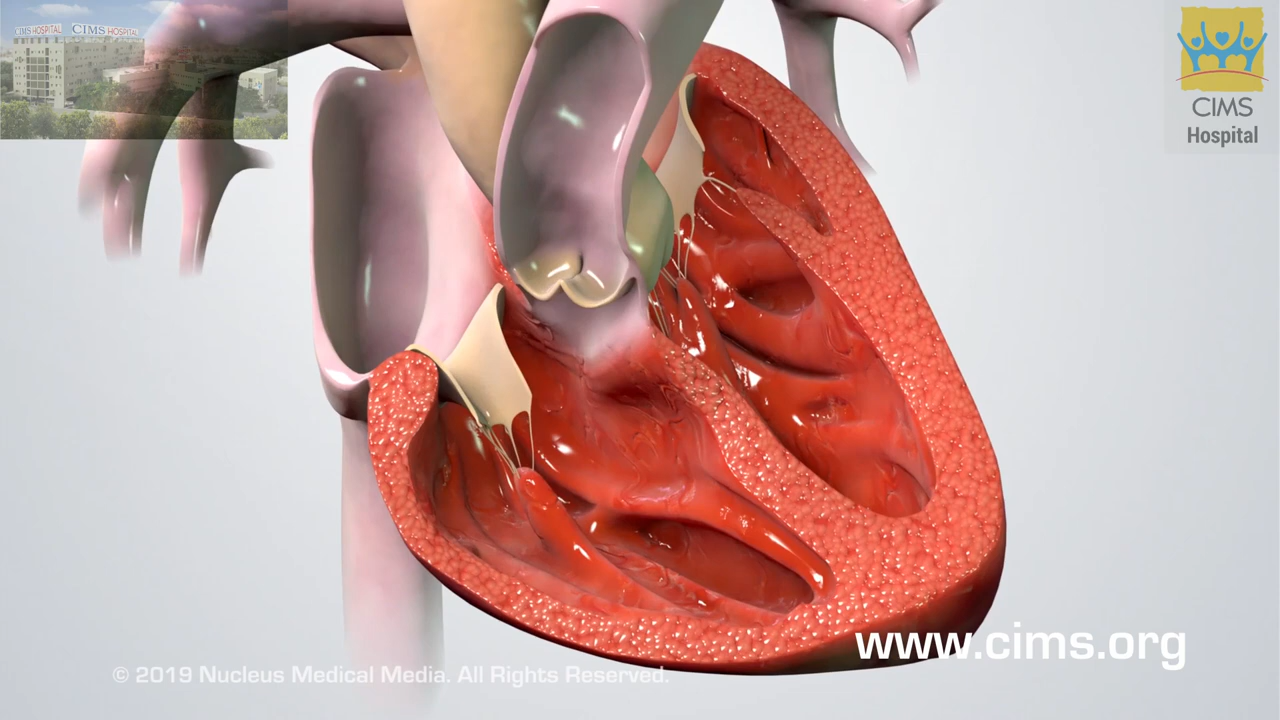 CIMS HOSPITAL CIMS HOSPITAL
CIMS
Hospital
www.cims.org
© 2019 Nucleus Medical Media. All Rights Reserved.